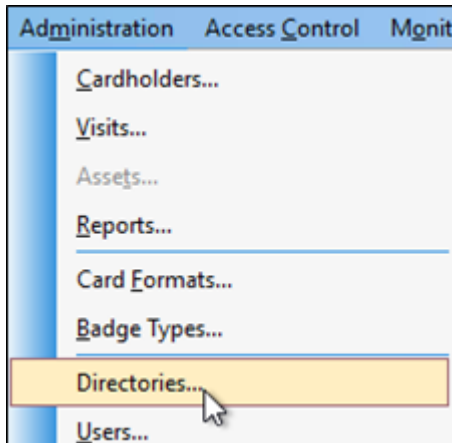 Administration Access Control Monit
Cardholders...
Visits...
Assets...
Reports...
Card Formats...
Badge Types...
Directories...
Users...